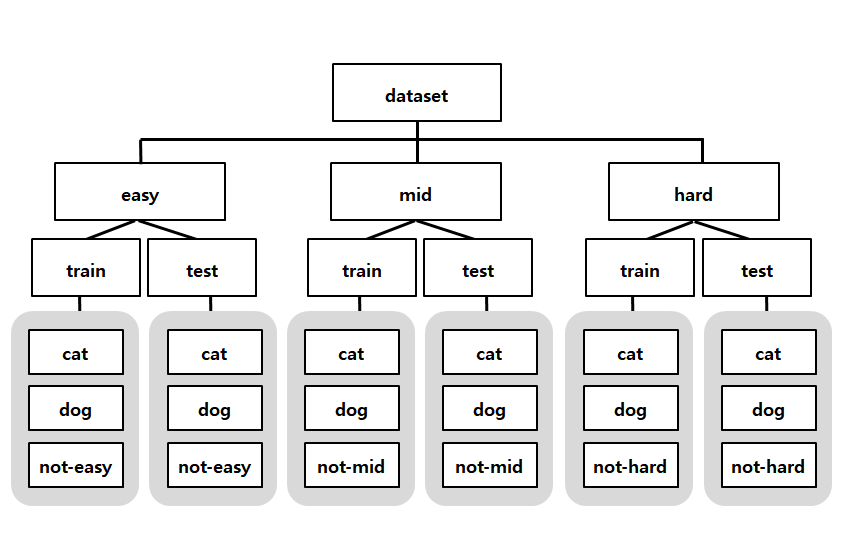 dataset
easy
mid
hard
train
test
train
test
train
test
cat
cat
cat
cat
cat
cat
dog
dog
dog
dog
dog
dog
not-easy
not-easy
not-mid
not-mid
not-hard
not-hard